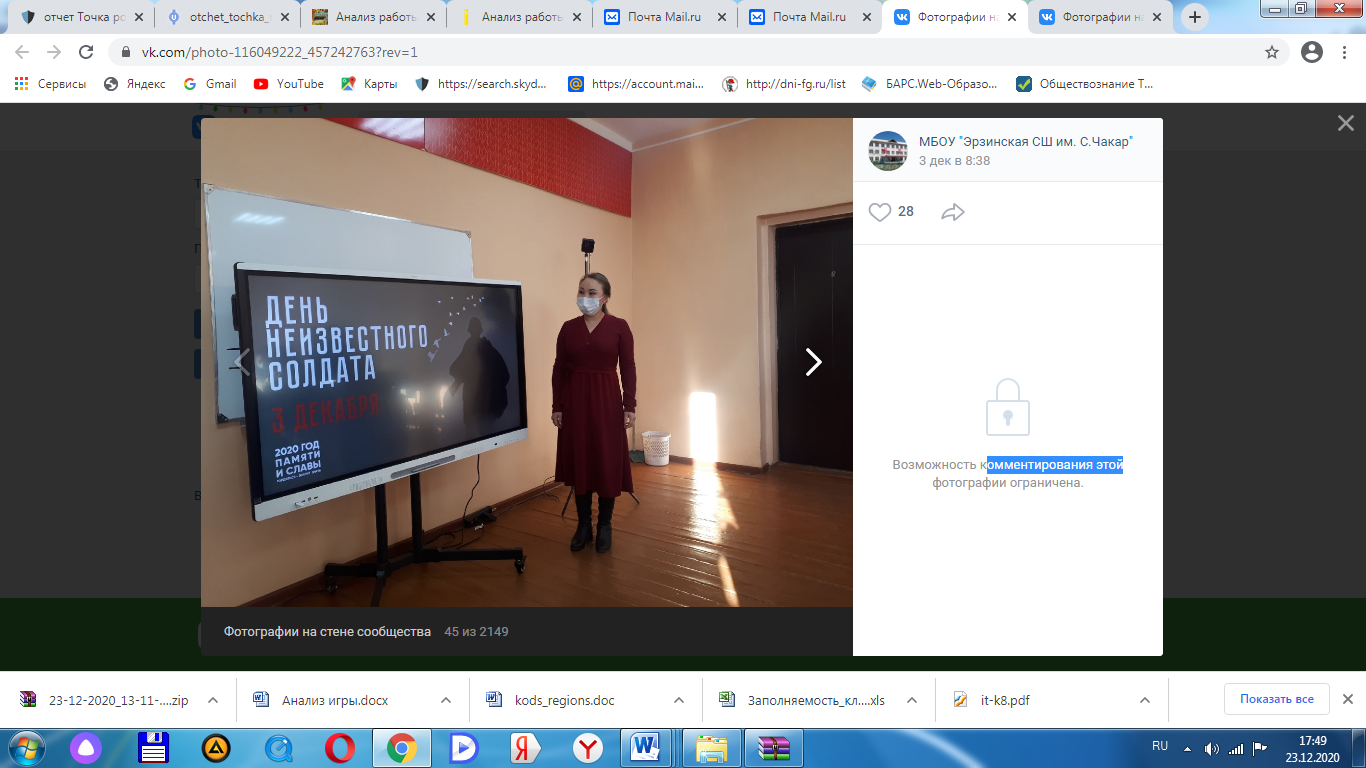 отчет Точка ро
otchet_tochka_
Анализ работы
Анализ работы
Почта Mail.ru
Почта Mail.ru
Фотографии на
Фотографии на
vk.com/photo-116049222_457242763?rev=1
Сервисы
Яндекс
Gmail
YouTube
Карты
https://search.skyd...
https://account.mai...
http://dni-fg.ru/list
БАРС.Web-Образо...
Обществознание Т...
МБОУ "Эрзинская СШ им. С.Чакар"
3 дек в 8:38
28
ДЕНЬ
НЕИЗВЕСТНОГО
СОЛДАТА
3 ДЕКАБРЯ
2020 ГОД
ПАМЯТИ
И СЛАВЫ
Возможность комментирования этой
фотографии ограничена.
Фотографии на стене сообщества 45 из 2149
23-12-2020_13-11-....zip
Анализ игры.docx
kods_regions.doc
Заполняемость_кл....xls
it-k8.pdf
Показать все
RU
17:49
23.12.2020